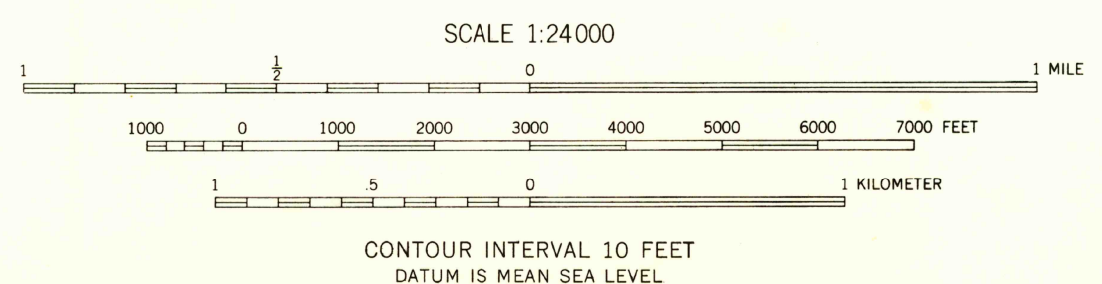 SCALE 1:24000
1 1/2 0 1 MILE
1000 0 1000 2000 3000 4000 5000 6000 7000 FEET
1 .5 0 1 KILOMETER
CONTOUR INTERVAL 10 FEET
DATUM IS MEAN SEA LEVEL